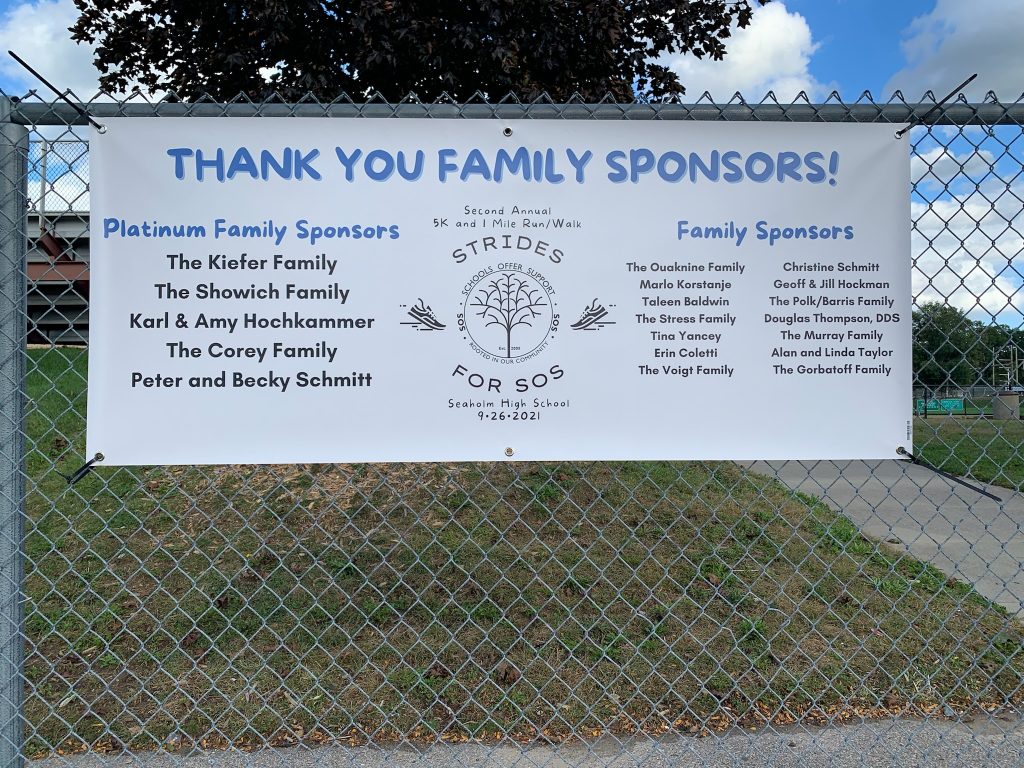 THANK YOU FAMILY SPONSORS!
Platinum Family Sponsors
The Kiefer Family
The Showich Family
Karl & Amy Hochkammer
The Corey Family
Peter and Becky Schmitt
Second Annual
5K and 1 Mile Run/Walk
STRIDES
SCHOOLS OFFER SUPPORT
SOS
SOS
Est. 2005
ROOTED IN OUR COMMUNITY
FOR SOS
Seaholm High School
9•26•2021
Family Sponsors
The Ouaknine Family
Marlo Korstanje
Taleen Baldwin
The Stress Family
Tina Yancey
Erin Coletti
The Voigt Family
Christine Schmitt
Geoff & Jill Hockman
The Polk/Barris Family
Douglas Thompson, DDS
The Murray Family
Alan and Linda Taylor
The Gorbatoff Family